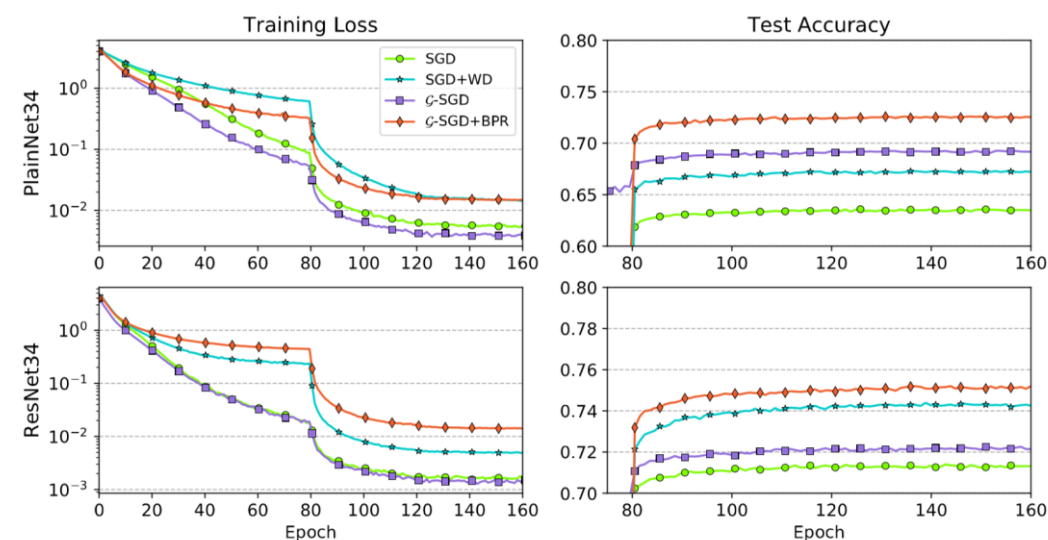 Training Loss
Test Accuracy
PlainNet34
10⁰
10⁻¹
10⁻²
0 20 40 60 80 100 120 140 160
SGD
SGD+WD
𝒢-SGD
𝒢-SGD+BPR
0.80
0.75
0.70
0.65
0.60
80 100 120 140 160
ResNet34
10⁰
10⁻¹
10⁻²
10⁻³
0 20 40 60 80 100 120 140 160
Epoch
0.80
0.78
0.76
0.74
0.72
0.70
80 100 120 140 160
Epoch